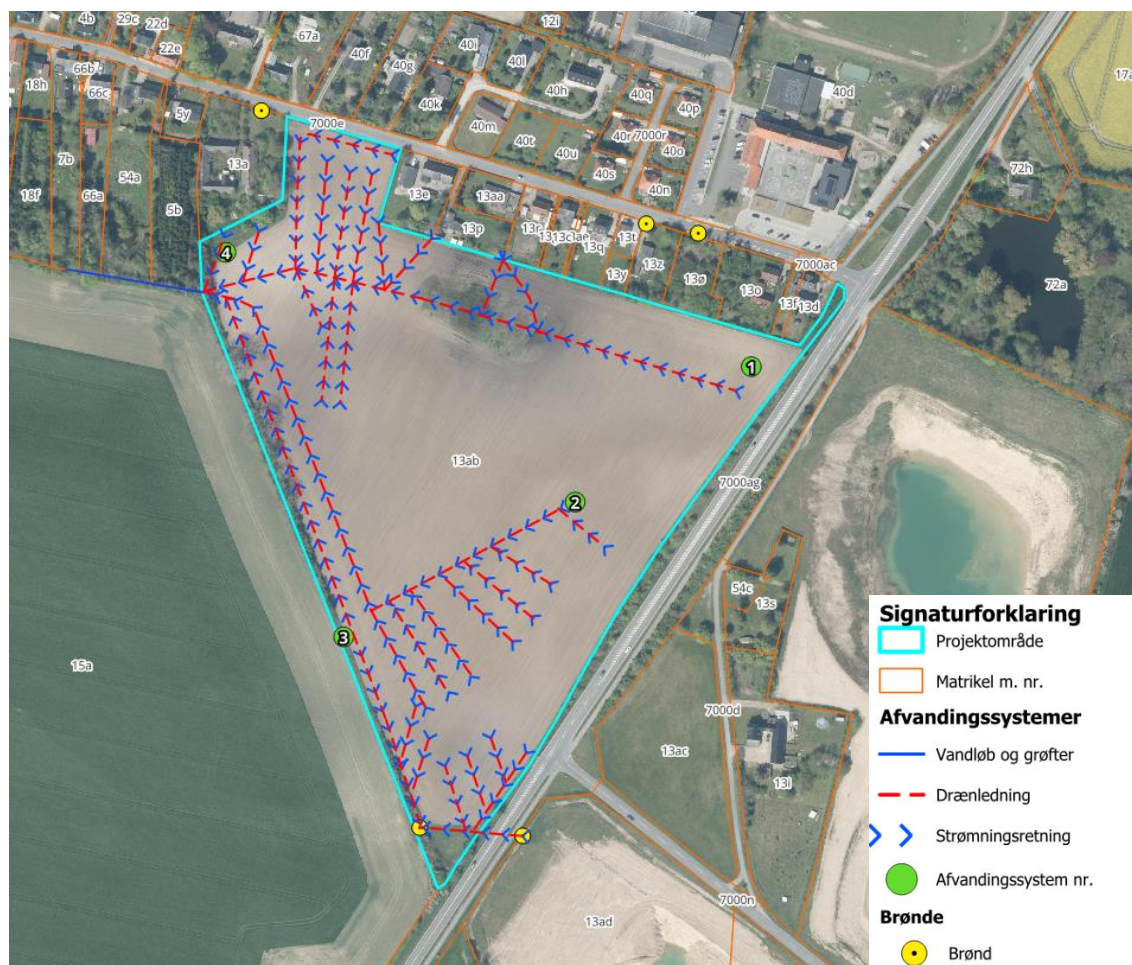 4b
29c
22d
22e
67a
12i
40f
40g
40i
40l
40h
40k
40q
40p
40d
17a
18h
66b
66c
5y
7000e
40m
40t
40u
40r
7000r
40o
40s
40n
72h
7b
54a
13a
18f
66a
5b
13e
13aa
13p
13r
13c
13ae
13q
13t
13y
13z
13ø
13o
13f
13d
7000ac
72a
4
1
13ab
7000ag
2
54c
13s
3
15a
7000d
13ac
13i
7000n
13ad
Signaturforklaring
Projektområde
Matrikel m. nr.
Afvandingssystemer
Vandløb og grøfter
Drænledning
Strømningsretning
Afvandingssystem nr.
Brønde
Brønd